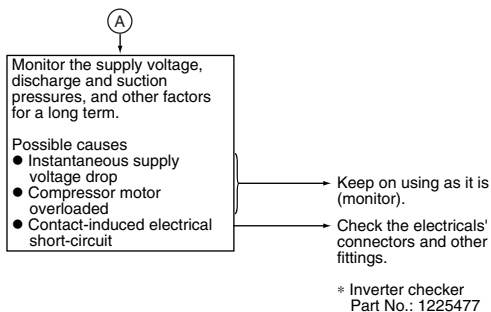 A
Monitor the supply voltage,
discharge and suction
pressures, and other factors
for a long term.
Possible causes
● Instantaneous supply
voltage drop
● Compressor motor
overloaded
● Contact-induced electrical
short-circuit
Keep on using as it is
(monitor).
Check the electricals'
connectors and other
fittings.
* Inverter checker
Part No.: 1225477